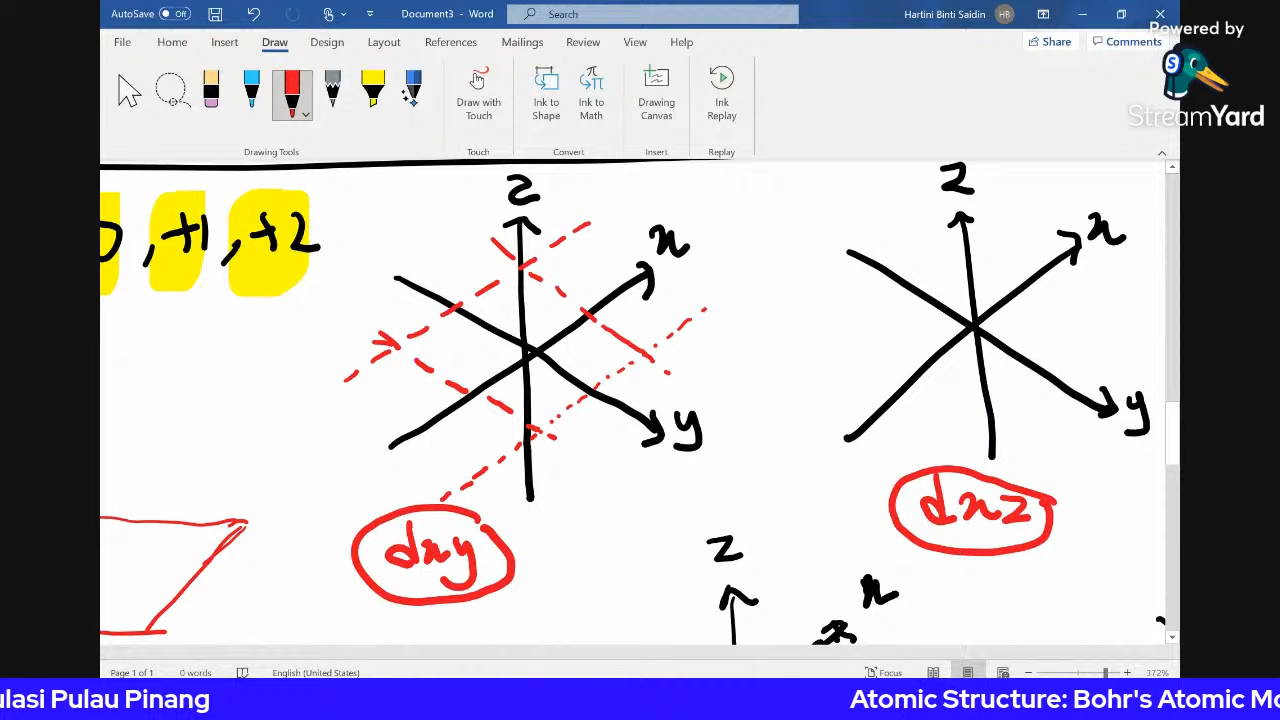 AutoSave Off Document3 - Word Search Hartini Binti Saidin HB
Powered by
StreamYard
File Home Insert Draw Design Layout References Mailings Review View Help Share Comments
Draw with Touch
Ink to Shape
Ink to Math
Drawing Canvas
Ink Replay
Drawing Tools Touch Convert Insert Replay
0, +1, +2
z
x
y
dxy
z
x
y
dxz
z
x
x
Page 1 of 1 0 words English (United States) Focus 372%
ulasi Pulau Pinang Atomic Structure: Bohr's Atomic Mo